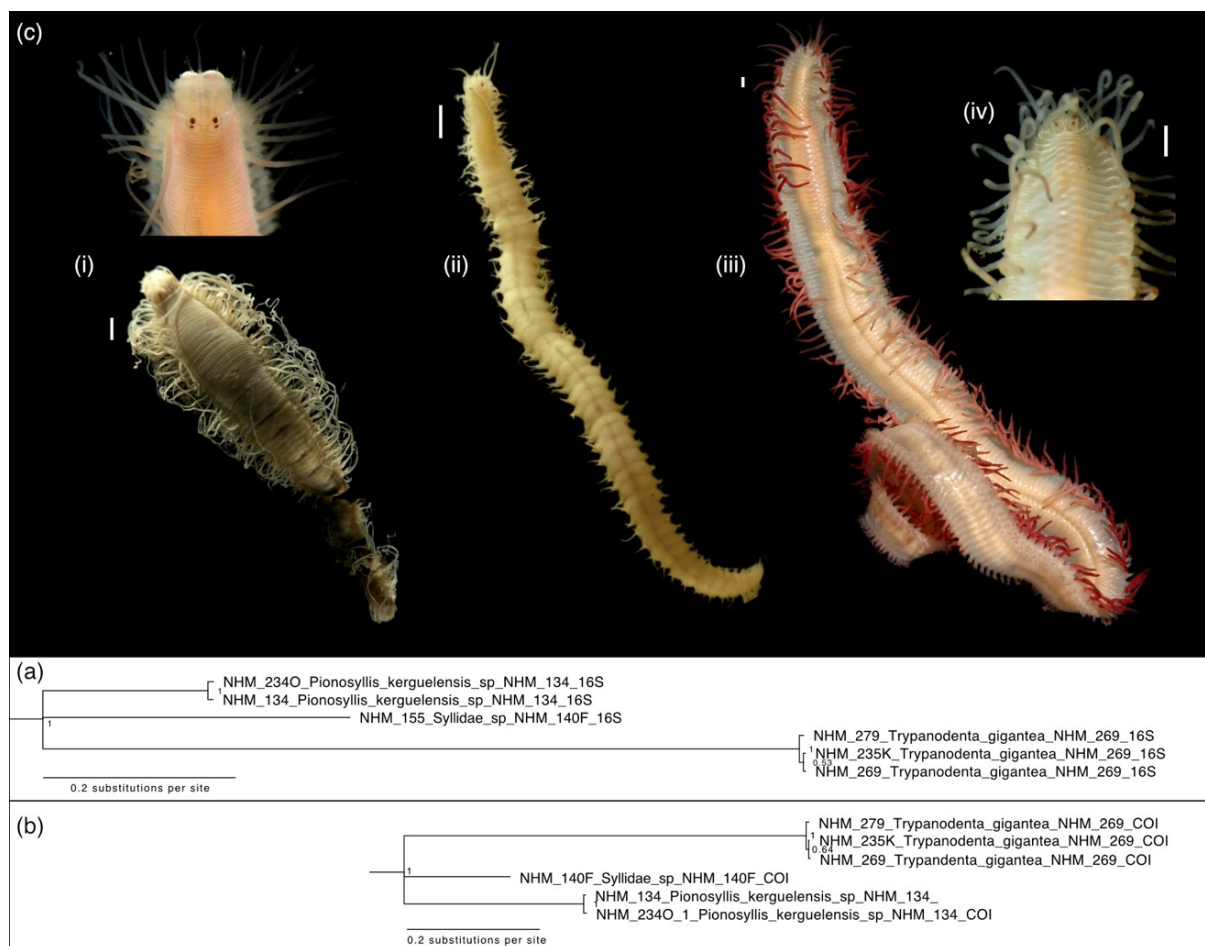 (c)
(iv)
(i)
(ii)
(iii)
(a)
NHM_234O_Pionosyllis_kerguelensis_sp_NHM_134_16S
1
NHM_134_Pionosyllis_kerguelensis_sp_NHM_134_16S
NHM_155_Syllidae_sp_NHM_140F_16S
1
NHM_279_Trypanodenta_gigantea_NHM_269_16S
1
NHM_235K_Trypanodenta_gigantea_NHM_269_16S
0.53
NHM_269_Trypanodenta_gigantea_NHM_269_16S
0.2 substitutions per site
(b)
NHM_279_Trypanodenta_gigantea_NHM_269_COI
1
NHM_235K_Trypanodenta_gigantea_NHM_269_COI
0.64
NHM_269_Trypandenta_gigantea_NHM_269_COI
1
NHM_140F_Syllidae_sp_NHM_140F_COI
NHM_134_Pionosyllis_kerguelensis_sp_NHM_134_
1
NHM_234O_1_Pionosyllis_kerguelensis_sp_NHM_134_COI
0.2 substitutions per site